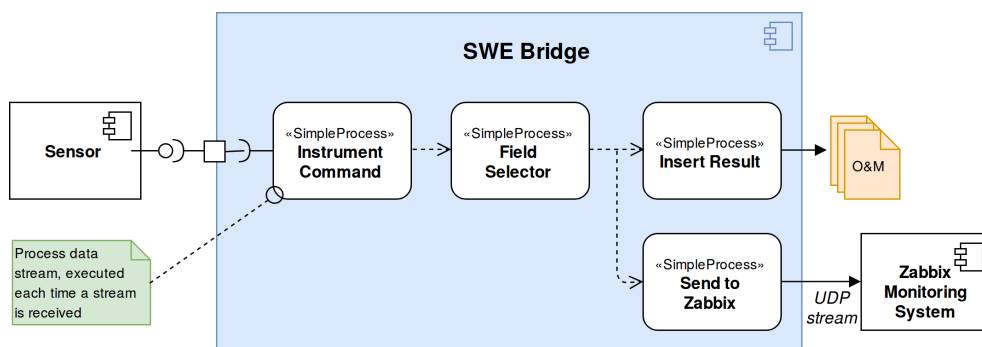 SWE Bridge
Sensor
«SimpleProcess»
Instrument
Command
«SimpleProcess»
Field
Selector
«SimpleProcess»
Insert Result
O&M
Process data
stream, executed
each time a stream
is received
«SimpleProcess»
Send to
Zabbix
UDP
stream
Zabbix
Monitoring
System